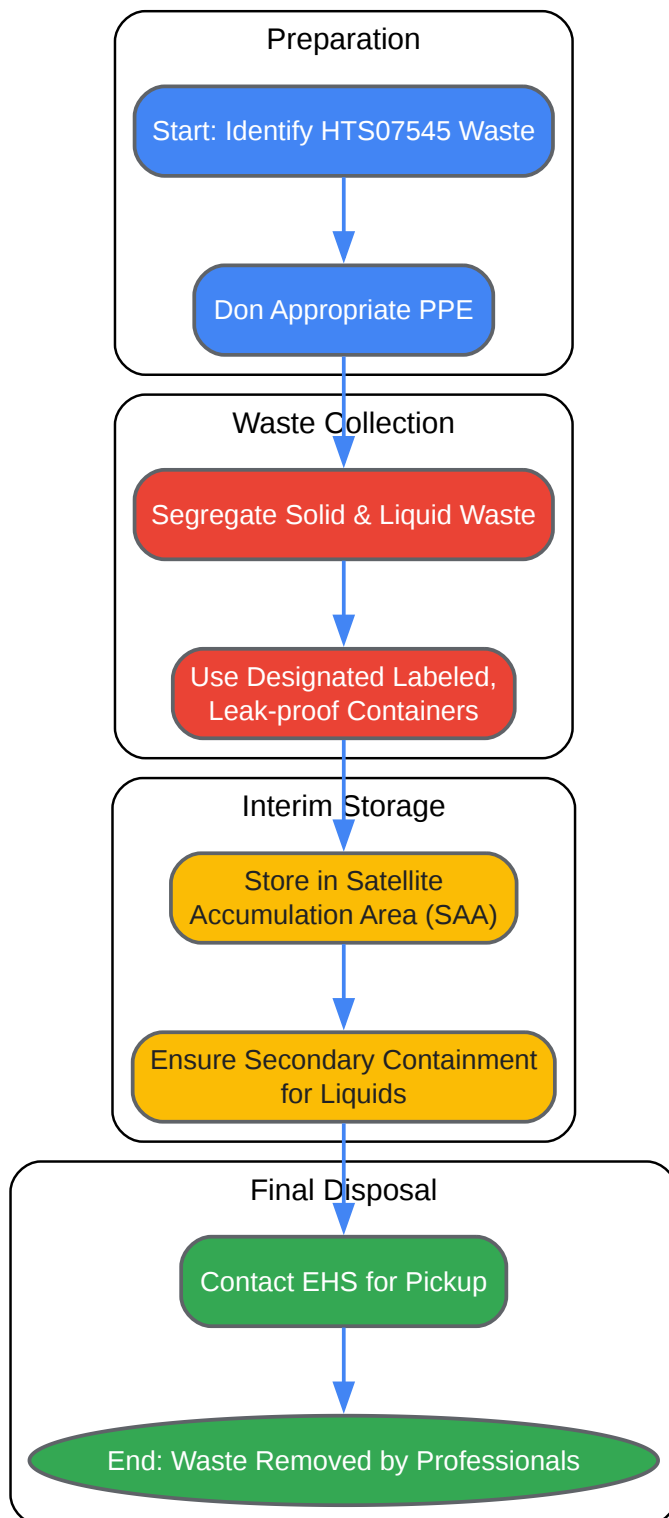 Preparation
Start: Identify HTS07545 Waste
Don Appropriate PPE
Waste Collection
Segregate Solid & Liquid Waste
Use Designated Labeled,
Leak-proof Containers
Interim Storage
Store in Satellite
Accumulation Area (SAA)
Ensure Secondary Containment
for Liquids
Final Disposal
Contact EHS for Pickup
End: Waste Removed by Professionals